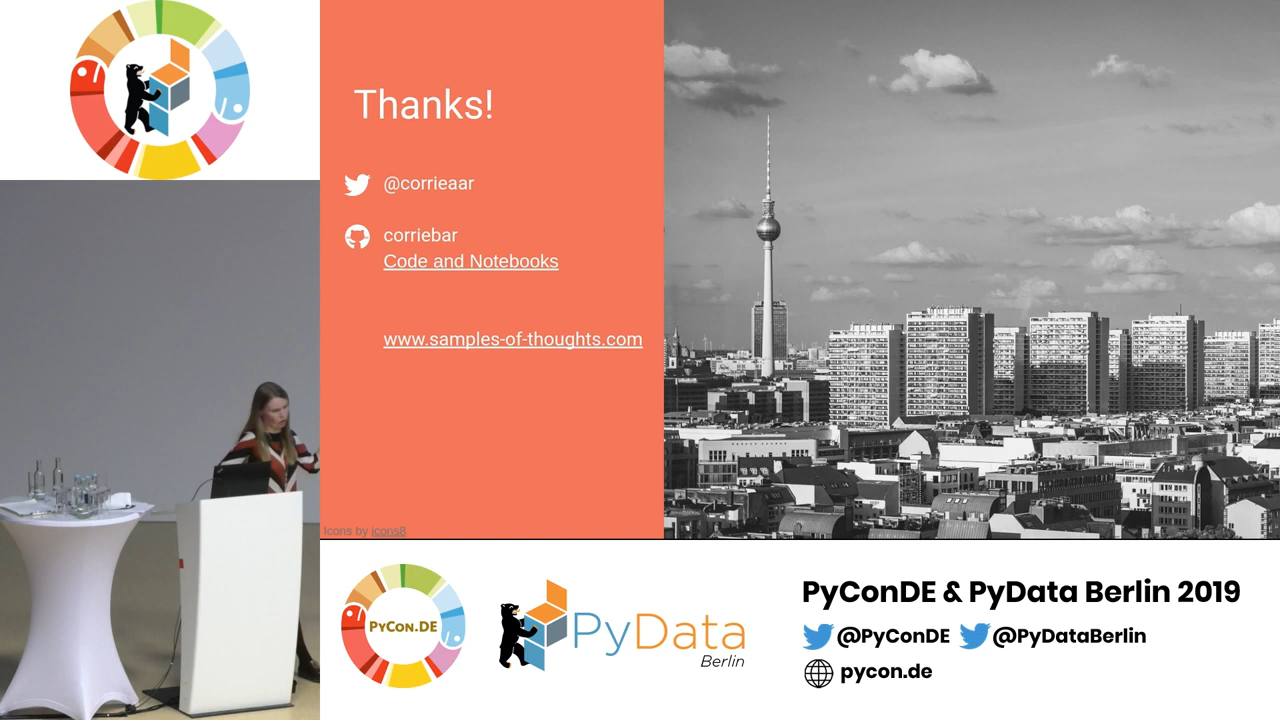 Thanks!
@corrieaar
corriebar
Code and Notebooks
www.samples-of-thoughts.com
Icons by icons8
PYCON.DE
PyData
Berlin
PyConDE & PyData Berlin 2019
@PyConDE @PyDataBerlin
pycon.de